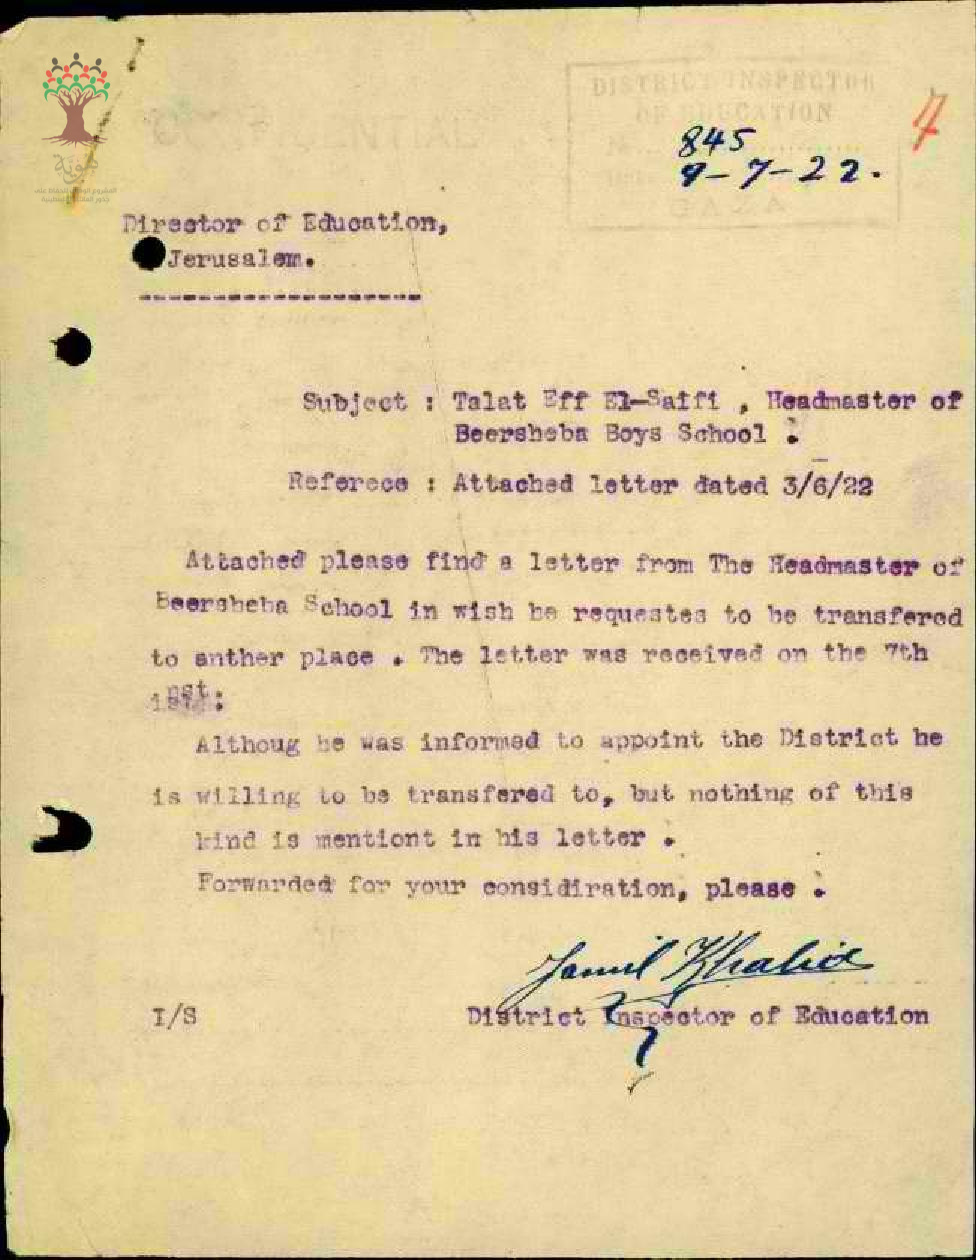 هوية
DISTRICT INSPECTOR
OF EDUCATION
No.
845
9-7-22.
GAZA
4
Director of Education,
Jerusalem.
--------------------
Subject : Talat Eff El-Saifi , Headmaster of
Beersheba Boys School .
Referece : Attached letter dated 3/6/22
Attached please find a letter from The Headmaster of
Beersheba School in wish he requestes to be transfered
to anther place . The letter was received on the 7th
inst.
Althoug he was informed to appoint the District he
is willing to be transfered to, but nothing of this
kind is mentiont in his letter .
Forwarded for your considiration, please .
Jamil Khalid
I/S
District Inspector of Education